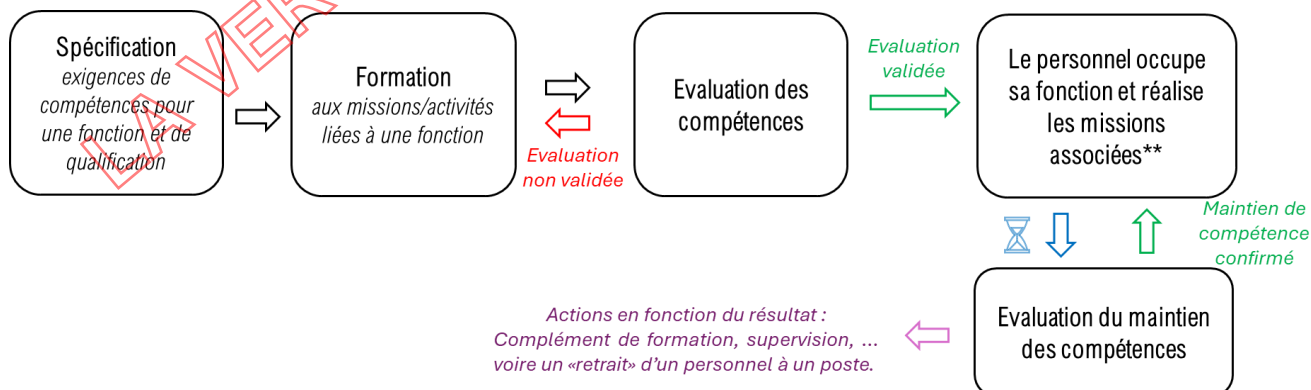 LA VER
Spécification
exigences de
compétences pour
une fonction et de
qualification
Formation
aux missions/activités
liées à une fonction
Evaluation
non validée
Evaluation des
compétences
Evaluation
validée
Le personnel occupe
sa fonction et réalise
les missions
associées**
Maintien de
compétence
confirmé
Evaluation du maintien
des compétences
Actions en fonction du résultat :
Complément de formation, supervision, ...
voire un «retrait» d'un personnel à un poste.